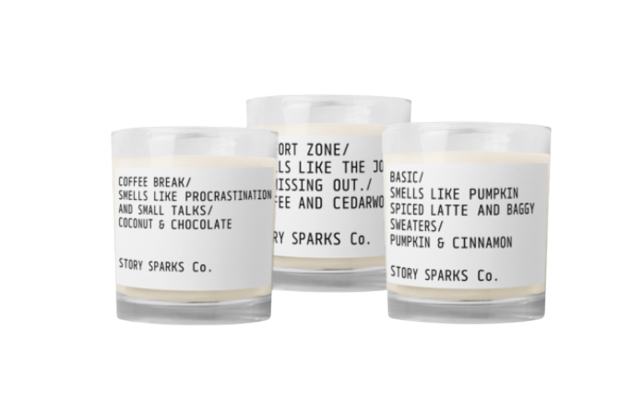 COFFEE BREAK/
SMELLS LIKE PROCRASTINATION
AND SMALL TALKS/
COCONUT & CHOCOLATE
STORY SPARKS Co.
ORT ZONE/
LS LIKE THE JO
ISSING OUT./
FEE AND CEDARWO
RY SPARKS Co.
BASIC/
SMELLS LIKE PUMPKIN
SPICED LATTE AND BAGGY
SWEATERS/
PUMPKIN & CINNAMON
STORY SPARKS Co.